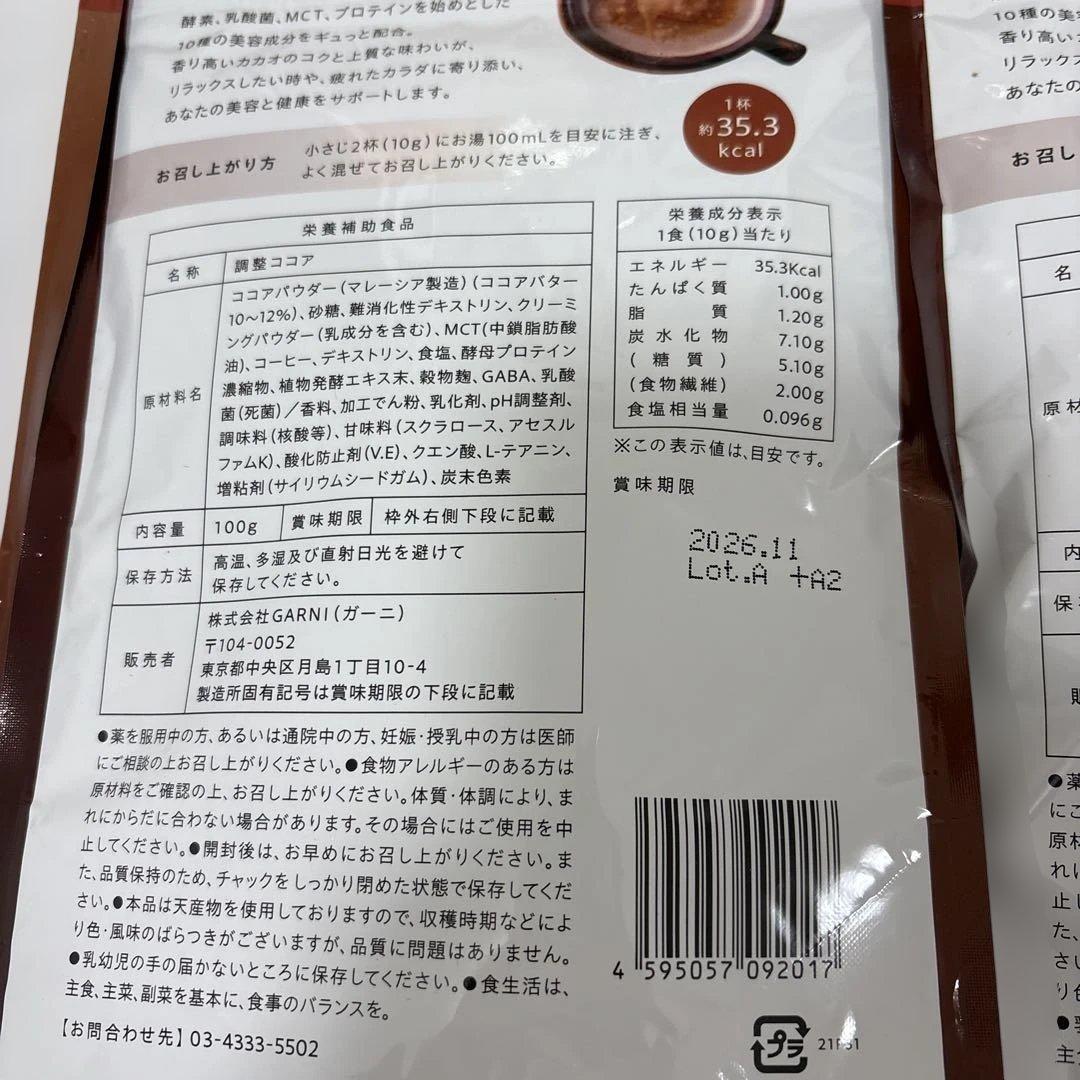 酵素、乳酸菌、MCT、プロテインを始めとした
10種の美容成分をギュっと配合。
香り高いカカオのコクと上質な味わいが、
リラックスしたい時や、疲れたカラダに寄り添い、
あなたの美容と健康をサポートします。
1杯
約35.3
kcal
お召し上がり方
小さじ2杯(10g)にお湯100mLを目安に注ぎ、
よく混ぜてお召し上がりください。
栄養補助食品
名称 調整ココア
原材料名
ココアパウダー(マレーシア製造)(ココアバター
10～12%)、砂糖、難消化性デキストリン、クリーミ
ングパウダー(乳成分を含む)、MCT(中鎖脂肪酸
油)、コーヒー、デキストリン、食塩、酵母プロテイン
濃縮物、植物発酵エキス末、穀物麹、GABA、乳酸
菌(死菌)/香料、加工でん粉、乳化剤、pH調整剤、
調味料(核酸等)、甘味料(スクラロース、アセスル
ファムK)、酸化防止剤(V.E)、クエン酸、L-テアニン、
増粘剤(サイリウムシードガム)、炭末色素
内容量 100g 賞味期限 枠外右側下段に記載
保存方法
高温、多湿及び直射日光を避けて
保存してください。
販売者
株式会社GARNI(ガーニ)
〒104-0052
東京都中央区月島1丁目10-4
製造所固有記号は賞味期限の下段に記載
栄養成分表示
1食(10g)当たり
エネルギー 35.3Kcal
たんぱく質 1.00g
脂質 1.20g
炭水化物 7.10g
(糖質) 5.10g
(食物繊維) 2.00g
食塩相当量 0.096g
※この表示値は、目安です。
賞味期限
2026.11
Lot.A +A2
●薬を服用中の方、あるいは通院中の方、妊娠・授乳中の方は医師
にご相談の上お召し上がりください。●食物アレルギーのある方は
原材料をご確認の上、お召し上がりください。体質・体調により、ま
れにからだに合わない場合があります。その場合にはご使用を中
止してください。●開封後は、お早めにお召し上がりください。ま
た、品質保持のため、チャックをしっかり閉めた状態で保存してくだ
さい。●本品は天産物を使用しておりますので、収穫時期などによ
り色・風味のばらつきがございますが、品質に問題はありません。
●乳幼児の手の届かないところに保存してください。●食生活は、
主食、主菜、副菜を基本に、食事のバランスを。
【お問合わせ先】03-4333-5502
4 595057 092017
プラ
10種の美
香り高い
リラックス
あなたの
お召し
名
原材
内
保